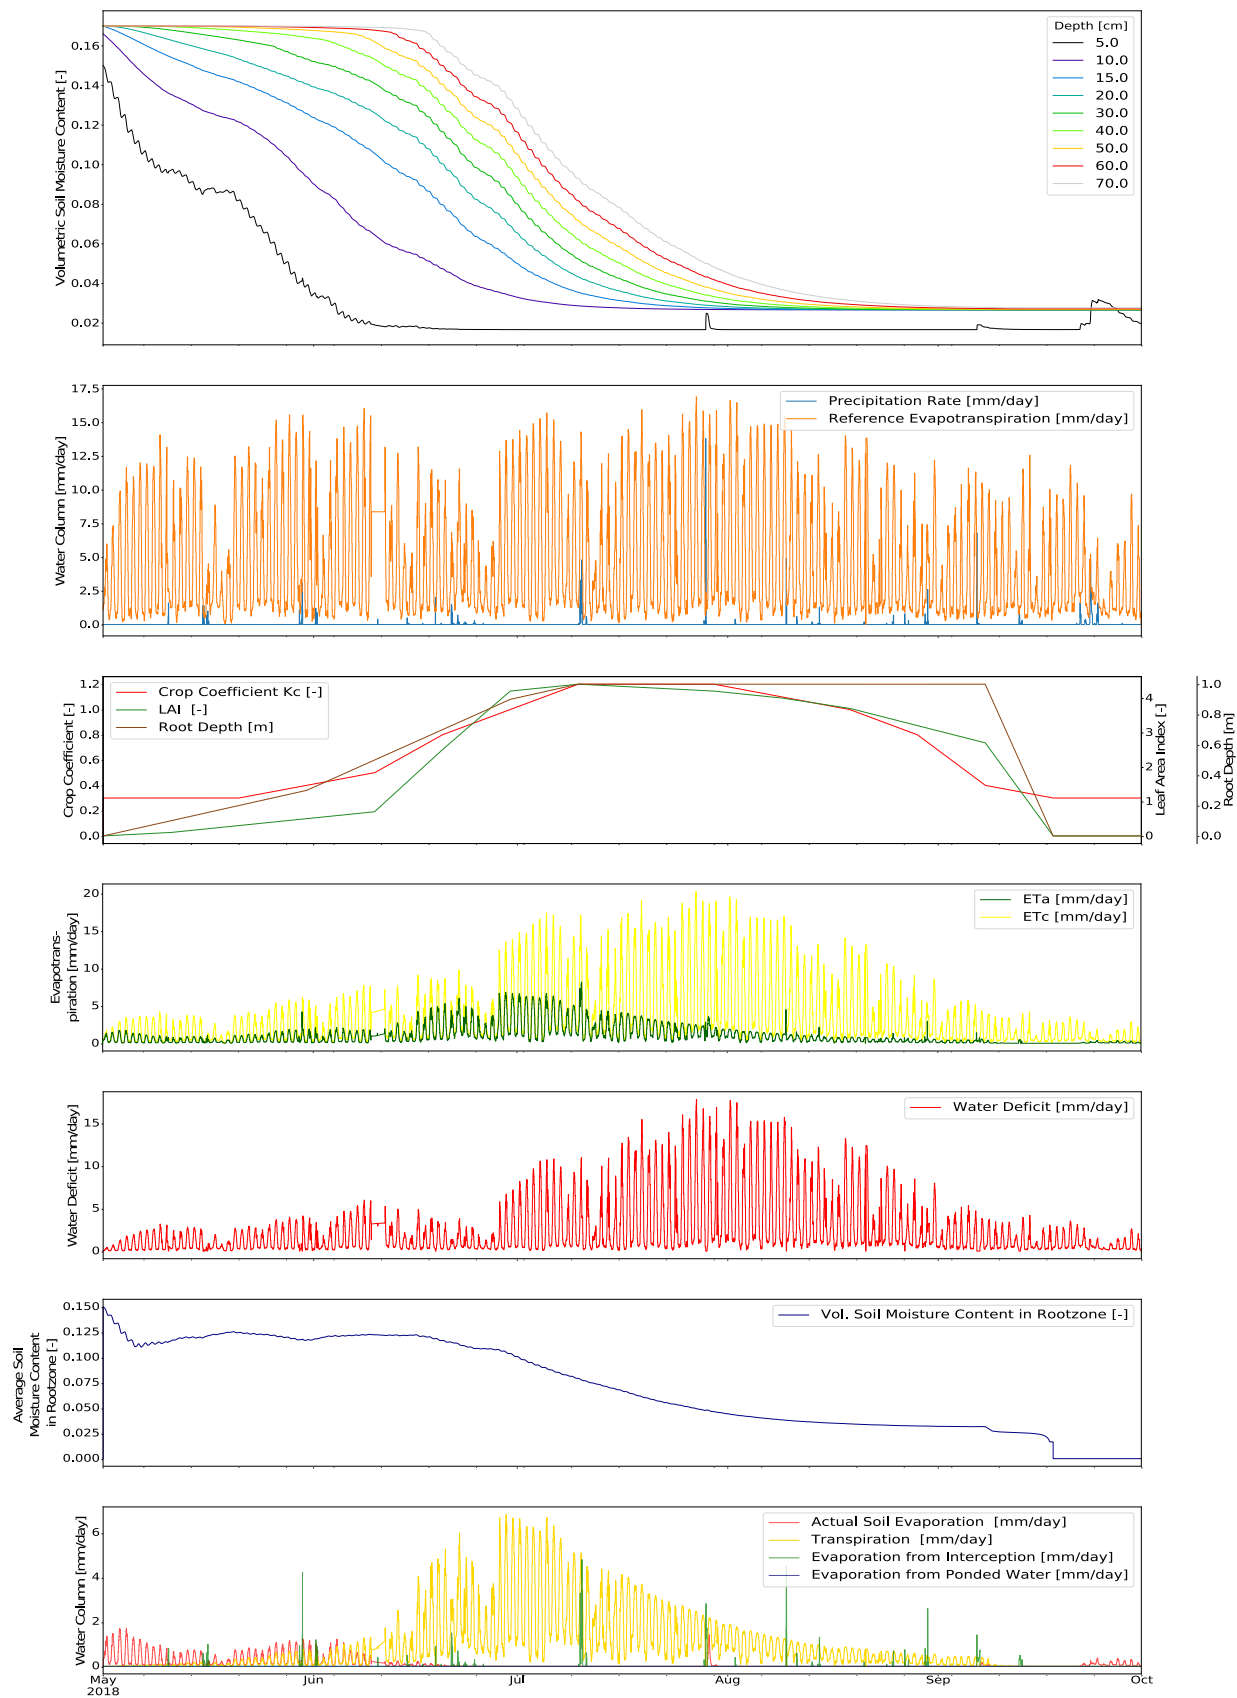 Volumetric Soil Moisture Content [-]
0.16
0.14
0.12
0.10
0.08
0.06
0.04
0.02
Depth [cm]
5.0
10.0
15.0
20.0
30.0
40.0
50.0
60.0
70.0
Water Column [mm/day]
17.5
15.0
12.5
10.0
7.5
5.0
2.5
0.0
Precipitation Rate [mm/day]
Reference Evapotranspiration [mm/day]
Crop Coefficient [-]
1.2
1.0
0.8
0.6
0.4
0.2
0.0
Crop Coefficient Kc [-]
LAI [-]
Root Depth [m]
4
3
2
1
0
Leaf Area Index [-]
1.0
0.8
0.6
0.4
0.2
0.0
Root Depth [m]
Evapotrans-
piration [mm/day]
20
15
10
5
0
ETa [mm/day]
ETc [mm/day]
Water Deficit [mm/day]
15
10
5
0
Water Deficit [mm/day]
Average Soil
Moisture Content
in Rootzone [-]
0.150
0.125
0.100
0.075
0.050
0.025
0.000
Vol. Soil Moisture Content in Rootzone [-]
Water Column [mm/day]
6
4
2
0
Actual Soil Evaporation [mm/day]
Transpiration [mm/day]
Evaporation from Interception [mm/day]
Evaporation from Ponded Water [mm/day]
May Jun Jul Aug Sep Oct
2018